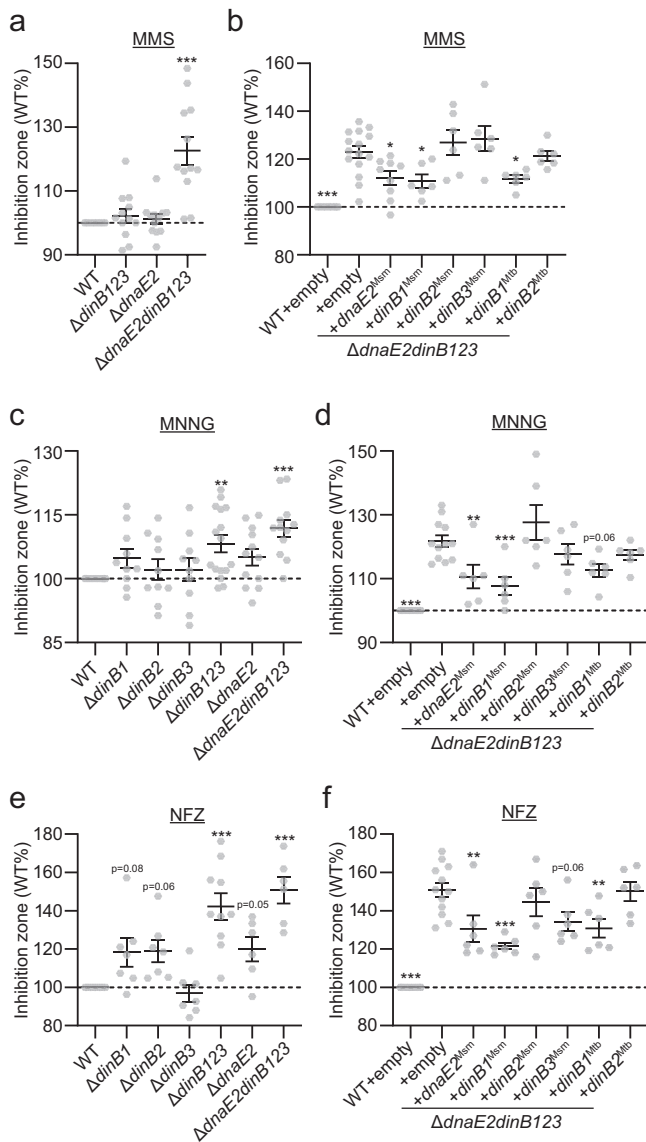 a
MMS
Inhibition zone (WT%)
150
130
110
90
***
WT
ΔdinB123
ΔdnaE2
ΔdnaE2dinB123
b
MMS
Inhibition zone (WT%)
160
140
120
100
80
***
*
*
*
WT+empty
+empty
+dnaE2Msm
+dinB1Msm
+dinB2Msm
+dinB3Msm
+dinB1Mtb
+dinB2Mtb
ΔdnaE2dinB123
c
MNNG
Inhibition zone (WT%)
130
115
100
85
**
***
WT
ΔdinB1
ΔdinB2
ΔdinB3
ΔdinB123
ΔdnaE2
ΔdnaE2dinB123
d
MNNG
Inhibition zone (WT%)
150
130
110
90
***
**
***
p=0.06
WT+empty
+empty
+dnaE2Msm
+dinB1Msm
+dinB2Msm
+dinB3Msm
+dinB1Mtb
+dinB2Mtb
ΔdnaE2dinB123
e
NFZ
Inhibition zone (WT%)
180
160
140
120
100
80
p=0.08
p=0.06
***
p=0.05
***
WT
ΔdinB1
ΔdinB2
ΔdinB3
ΔdinB123
ΔdnaE2
ΔdnaE2dinB123
f
NFZ
Inhibition zone (WT%)
180
160
140
120
100
80
***
**
***
p=0.06
**
WT+empty
+empty
+dnaE2Msm
+dinB1Msm
+dinB2Msm
+dinB3Msm
+dinB1Mtb
+dinB2Mtb
ΔdnaE2dinB123